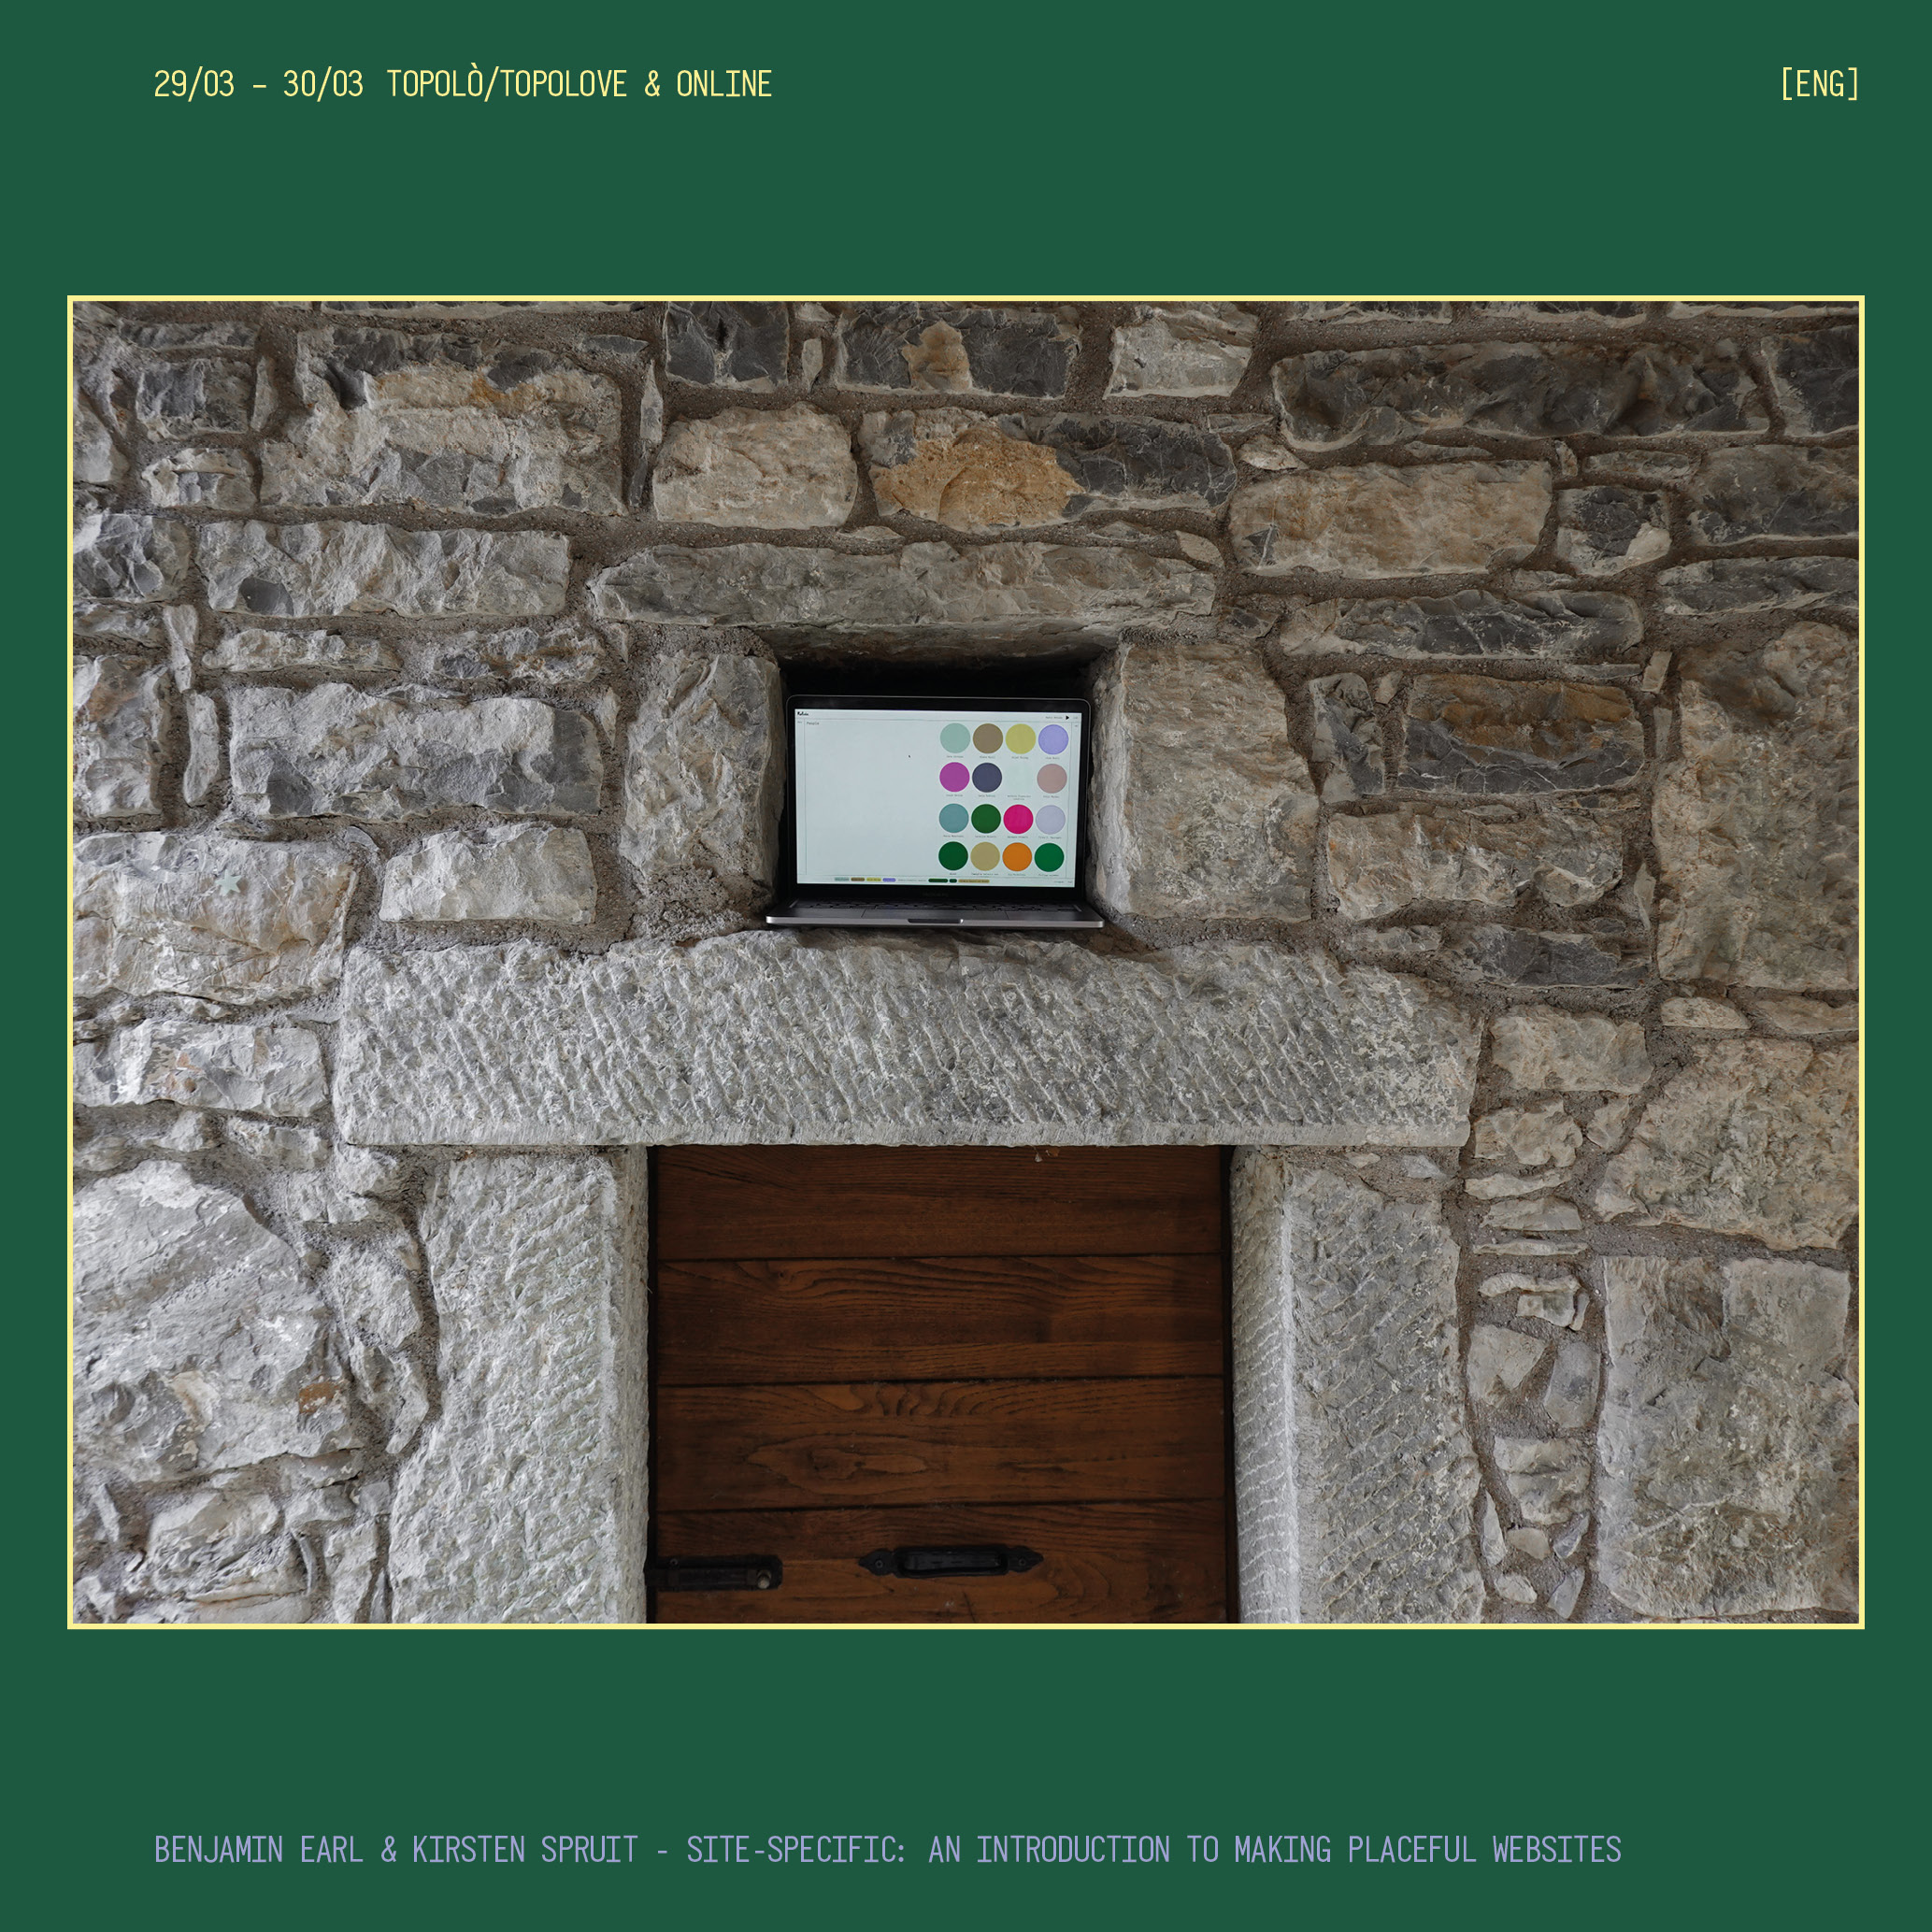 29/03 – 30/03 TOPOLÒ/TOPOLOVE & ONLINE
[ENG]
BENJAMIN EARL & KIRSTEN SPRUIT - SITE-SPECIFIC: AN INTRODUCTION TO MAKING PLACEFUL WEBSITES